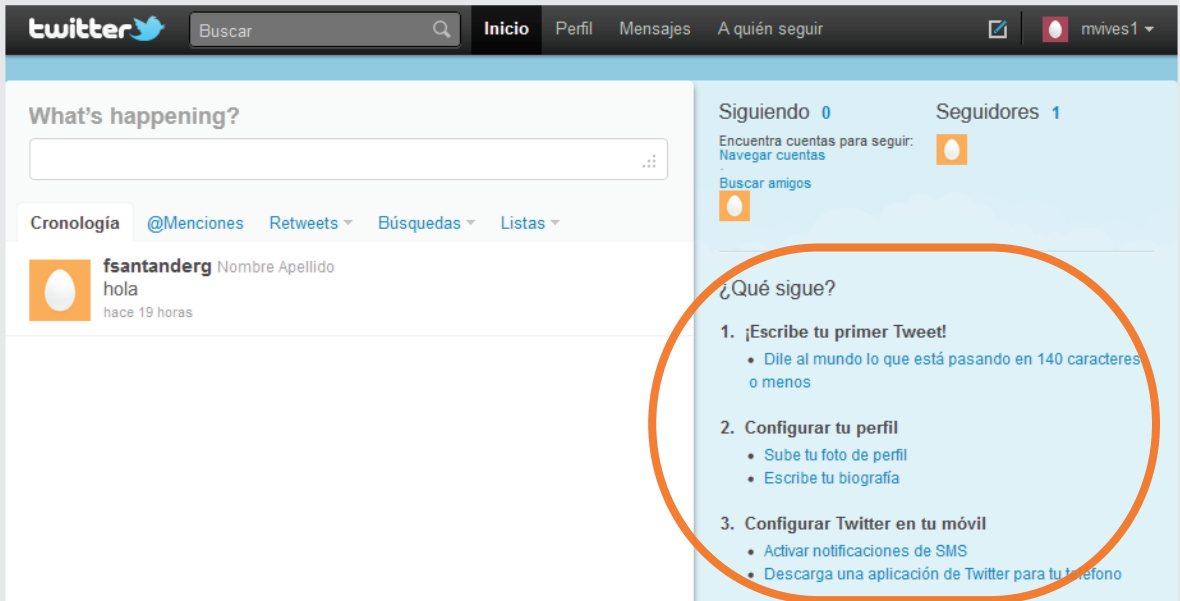 twitter
Buscar
Inicio
Perfil
Mensajes
A quién seguir
mvives1
What's happening?
Cronología
@Menciones
Retweets
Búsquedas
Listas
fsantanderg Nombre Apellido
hola
hace 19 horas
Siguiendo 0
Encuentra cuentas para seguir:
Navegar cuentas
·
Buscar amigos
Seguidores 1
¿Qué sigue?
1. ¡Escribe tu primer Tweet!
• Dile al mundo lo que está pasando en 140 caracteres
o menos
2. Configurar tu perfil
• Sube tu foto de perfil
• Escribe tu biografía
3. Configurar Twitter en tu móvil
• Activar notificaciones de SMS
• Descarga una aplicación de Twitter para tu telefono